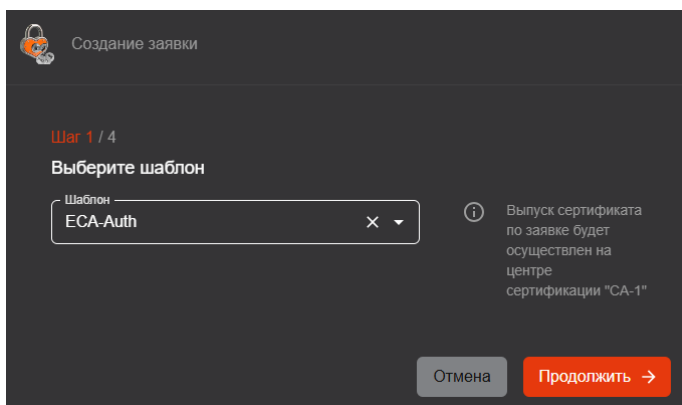 Создание заявки
Шаг 1 / 4
Выберите шаблон
Шаблон
ECA-Auth
Выпуск сертификата
по заявке будет
осуществлен на
центре
сертификации "CA-1"
Отмена
Продолжить →